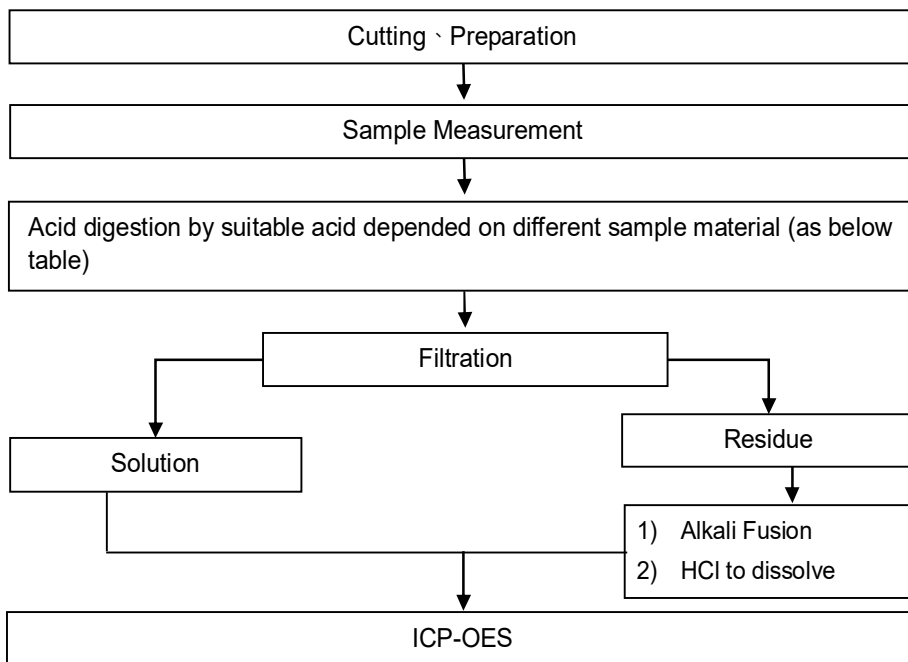 Cutting、Preparation
Sample Measurement
Acid digestion by suitable acid depended on different sample material (as below
table)
Filtration
Solution
Residue
1) Alkali Fusion
2) HCl to dissolve
ICP-OES